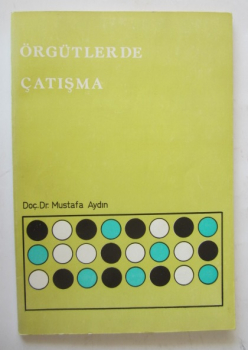 ÖRGÜTLERDE
ÇATIŞMA
Doç.Dr. Mustafa Aydın